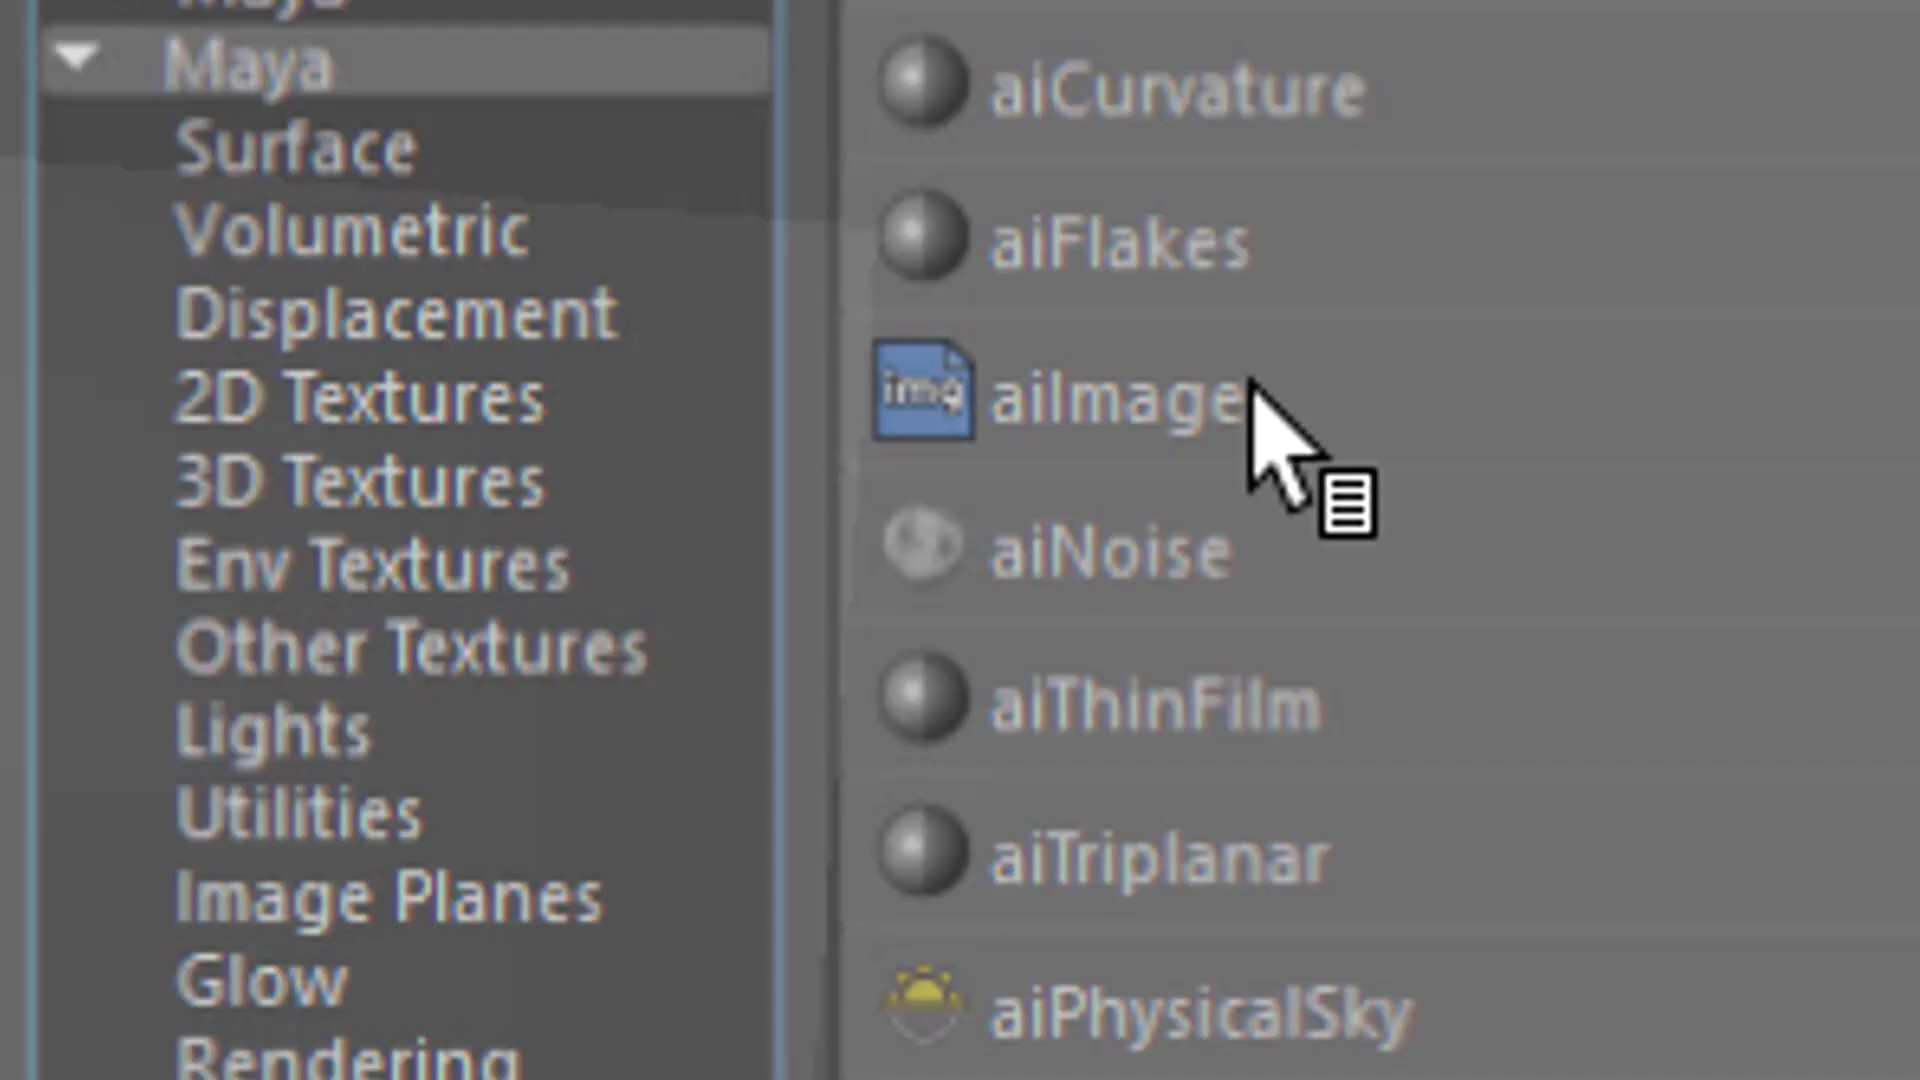 Maya
Maya
Surface
Volumetric
Displacement
2D Textures
3D Textures
Env Textures
Other Textures
Lights
Utilities
Image Planes
Glow
Rendering
aiCurvature
aiFlakes
img aiImage
aiNoise
aiThinFilm
aiTriplanar
aiPhysicalSky